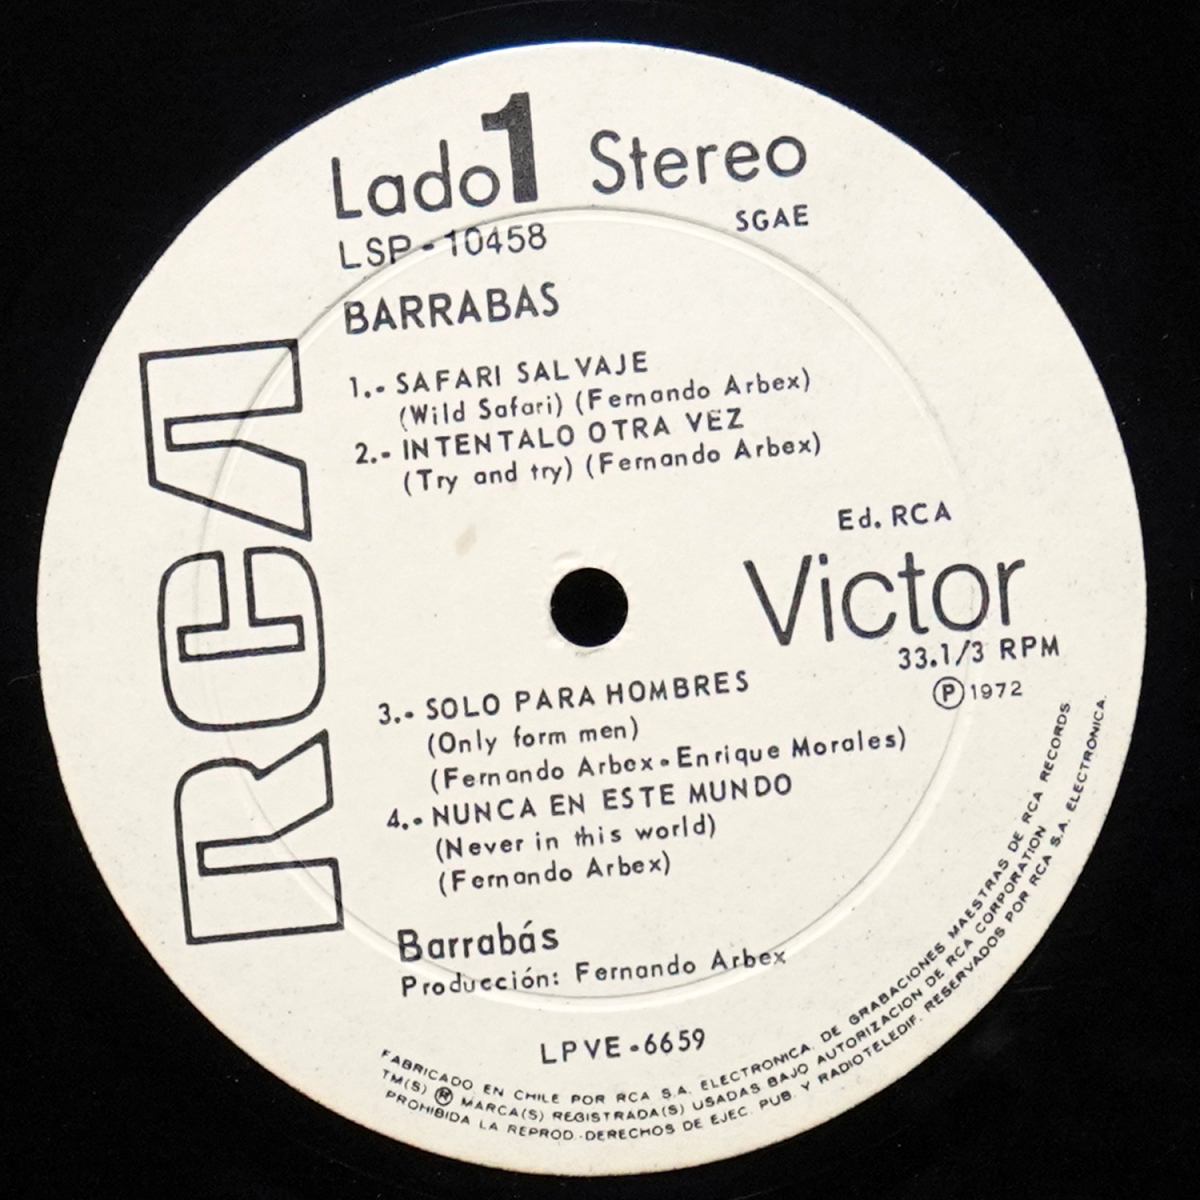 Lado 1 Stereo
SGAE
LSP-10458
BARRABAS
1.- SAFARI SALVAJE
(Wild Safari) (Fernando Arbex)
2.- INTENTALO OTRA VEZ
(Try and try) (Fernando Arbex)
Ed. RCA
RCA
Victor
33.1/3 RPM
Ⓟ 1972
3.- SOLO PARA HOMBRES
(Only form men)
(Fernando Arbex-Enrique Morales)
4.- NUNCA EN ESTE MUNDO
(Never in this world)
(Fernando Arbex)
Barrabás
Producción: Fernando Arbex
LPVE-6659
FABRICADO EN CHILE POR RCA S.A. ELECTRONICA, DE GRABACIONES MAESTRAS DE RCA RECORDS
TM(S) ® MARCA(S) REGISTRADA(S) USADAS BAJO AUTORIZACION DE RCA CORPORATION
PROHIBIDA LA REPROD.-DERECHOS DE EJEC. PUB. Y RADIOTELEDIF. RESERVADOS POR RCA S.A. ELECTRONICA.